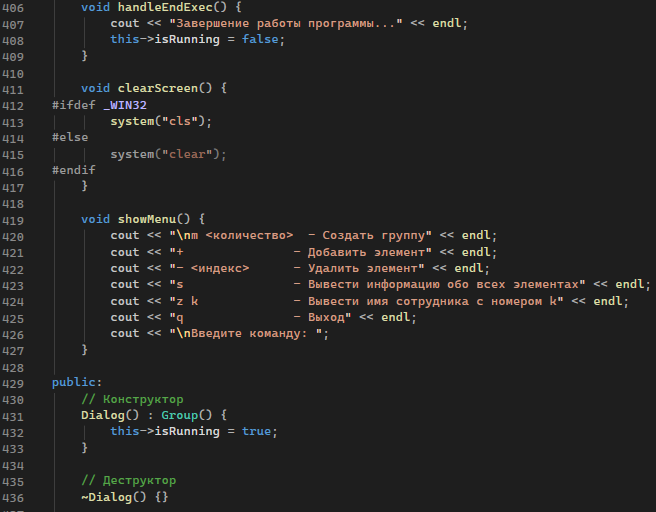 406 void handleEndExec() {
407 cout << "Завершение работы программы..." << endl;
408 this->isRunning = false;
409 }
410
411 void clearScreen() {
412 #ifdef _WIN32
413 system("cls");
414 #else
415 system("clear");
416 #endif
417 }
418
419 void showMenu() {
420 cout << "\nm <количество>  - Создать группу" << endl;
421 cout << "+               - Добавить элемент" << endl;
422 cout << "- <индекс>      - Удалить элемент" << endl;
423 cout << "s               - Вывести информацию обо всех элементах" << endl;
424 cout << "z k             - Вывести имя сотрудника с номером k" << endl;
425 cout << "q               - Выход" << endl;
426 cout << "\nВведите команду: ";
427 }
428
429 public:
430 // Конструктор
431 Dialog() : Group() {
432 this->isRunning = true;
433 }
434
435 // Деструктор
436 ~Dialog() {}